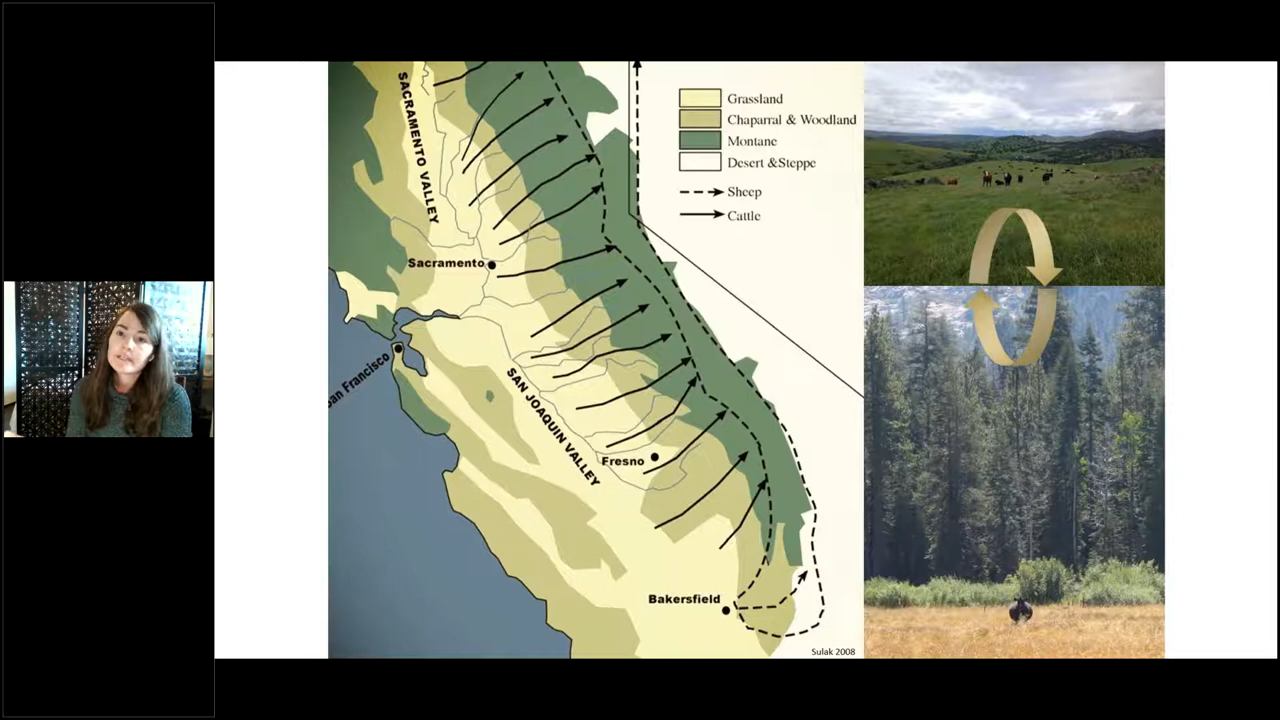 SACRAMENTO VALLEY
Grassland
Chaparral & Woodland
Montane
Desert &Steppe
Sheep
Cattle
Sacramento
San Francisco
SAN JOAQUIN VALLEY
Fresno
Bakersfield
Sulak 2008